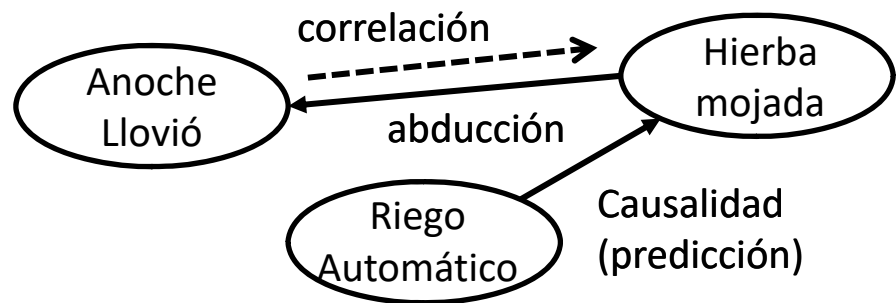 correlación
Anoche
Llovió
Hierba
mojada
abducción
Riego
Automático
Causalidad
(predicción)